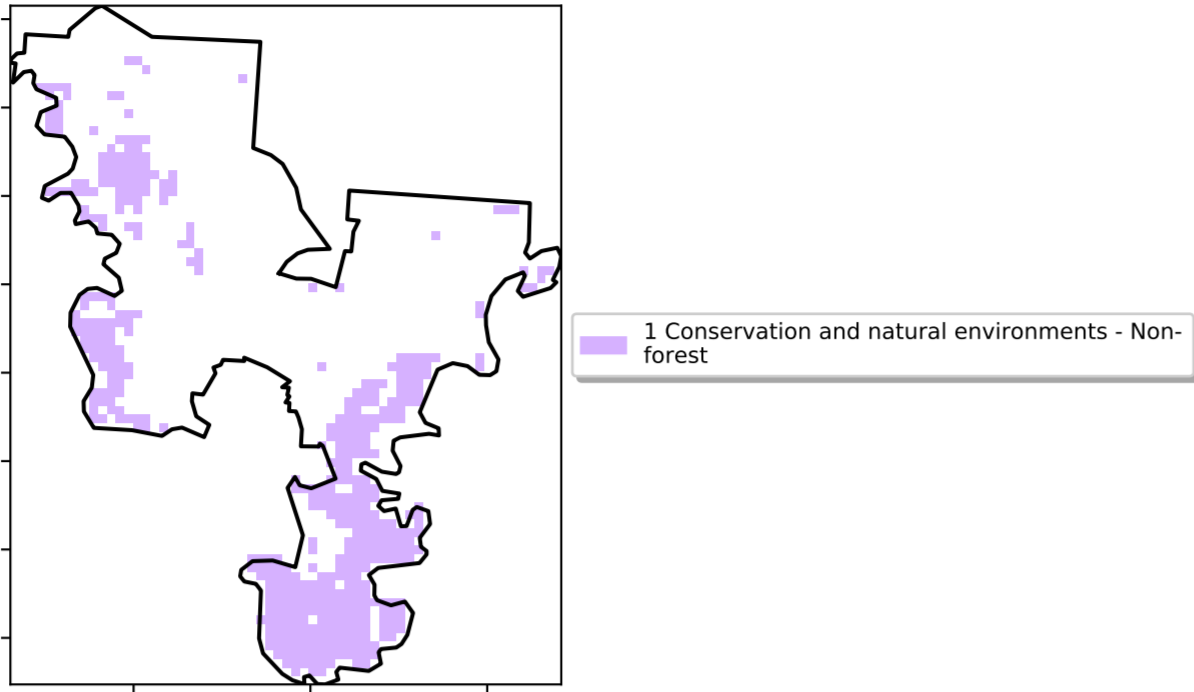 1 Conservation and natural environments - Non-
forest